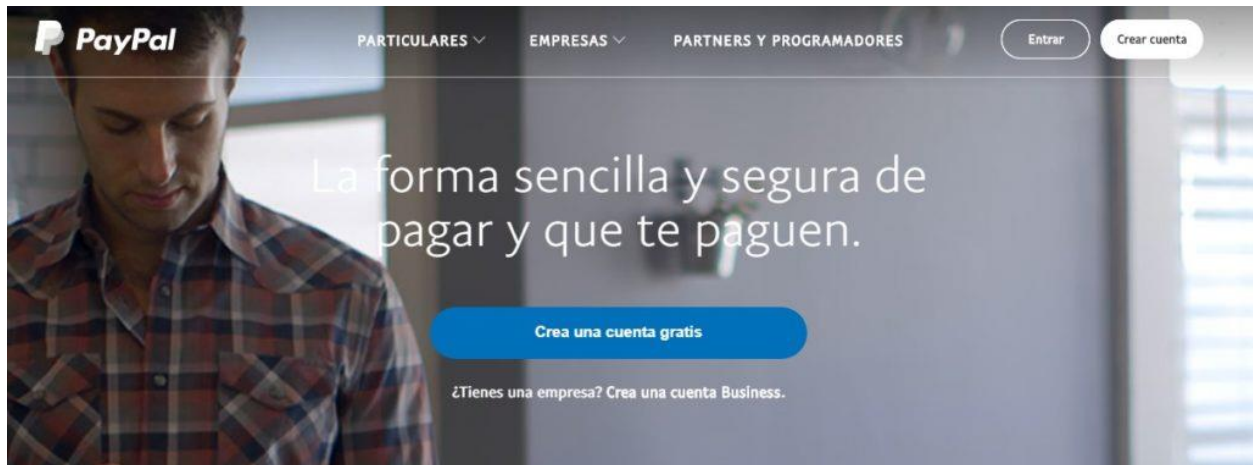 PayPal
PARTICULARES
EMPRESAS
PARTNERS Y PROGRAMADORES
Entrar
Crear cuenta
La forma sencilla y segura de
pagar y que te paguen.
Crea una cuenta gratis
¿Tienes una empresa? Crea una cuenta Business.